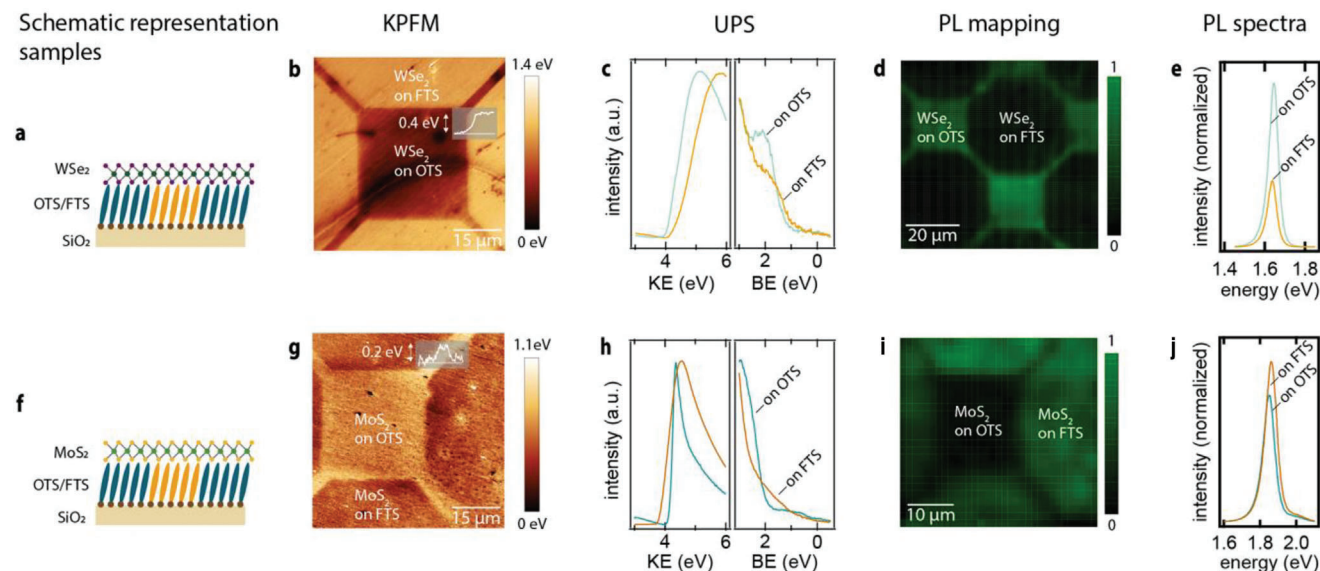 Schematic representation
samples
KPFM
UPS
PL mapping
PL spectra
a
WSe₂
OTS/FTS
SiO₂
b
WSe₂
on FTS
0.4 eV
WSe₂
on OTS
15 µm
1.4 eV
0 eV
c
intensity (a.u.)
on OTS
on FTS
4 6
2 0
KE (eV)
BE (eV)
d
WSe₂
on OTS
WSe₂
on FTS
20 µm
1
0
e
intensity (normalized)
on OTS
on FTS
1.4 1.6 1.8
energy (eV)
f
MoS₂
OTS/FTS
SiO₂
g
0.2 eV
MoS₂
on OTS
MoS₂
on FTS
15 µm
1.1eV
0 eV
h
intensity (a.u.)
on OTS
on FTS
4 6
2 0
KE (eV)
BE (eV)
i
MoS₂
on OTS
MoS₂
on FTS
10 µm
1
0
j
intensity (normalized)
on FTS
on OTS
1.6 1.8 2.0
energy (eV)